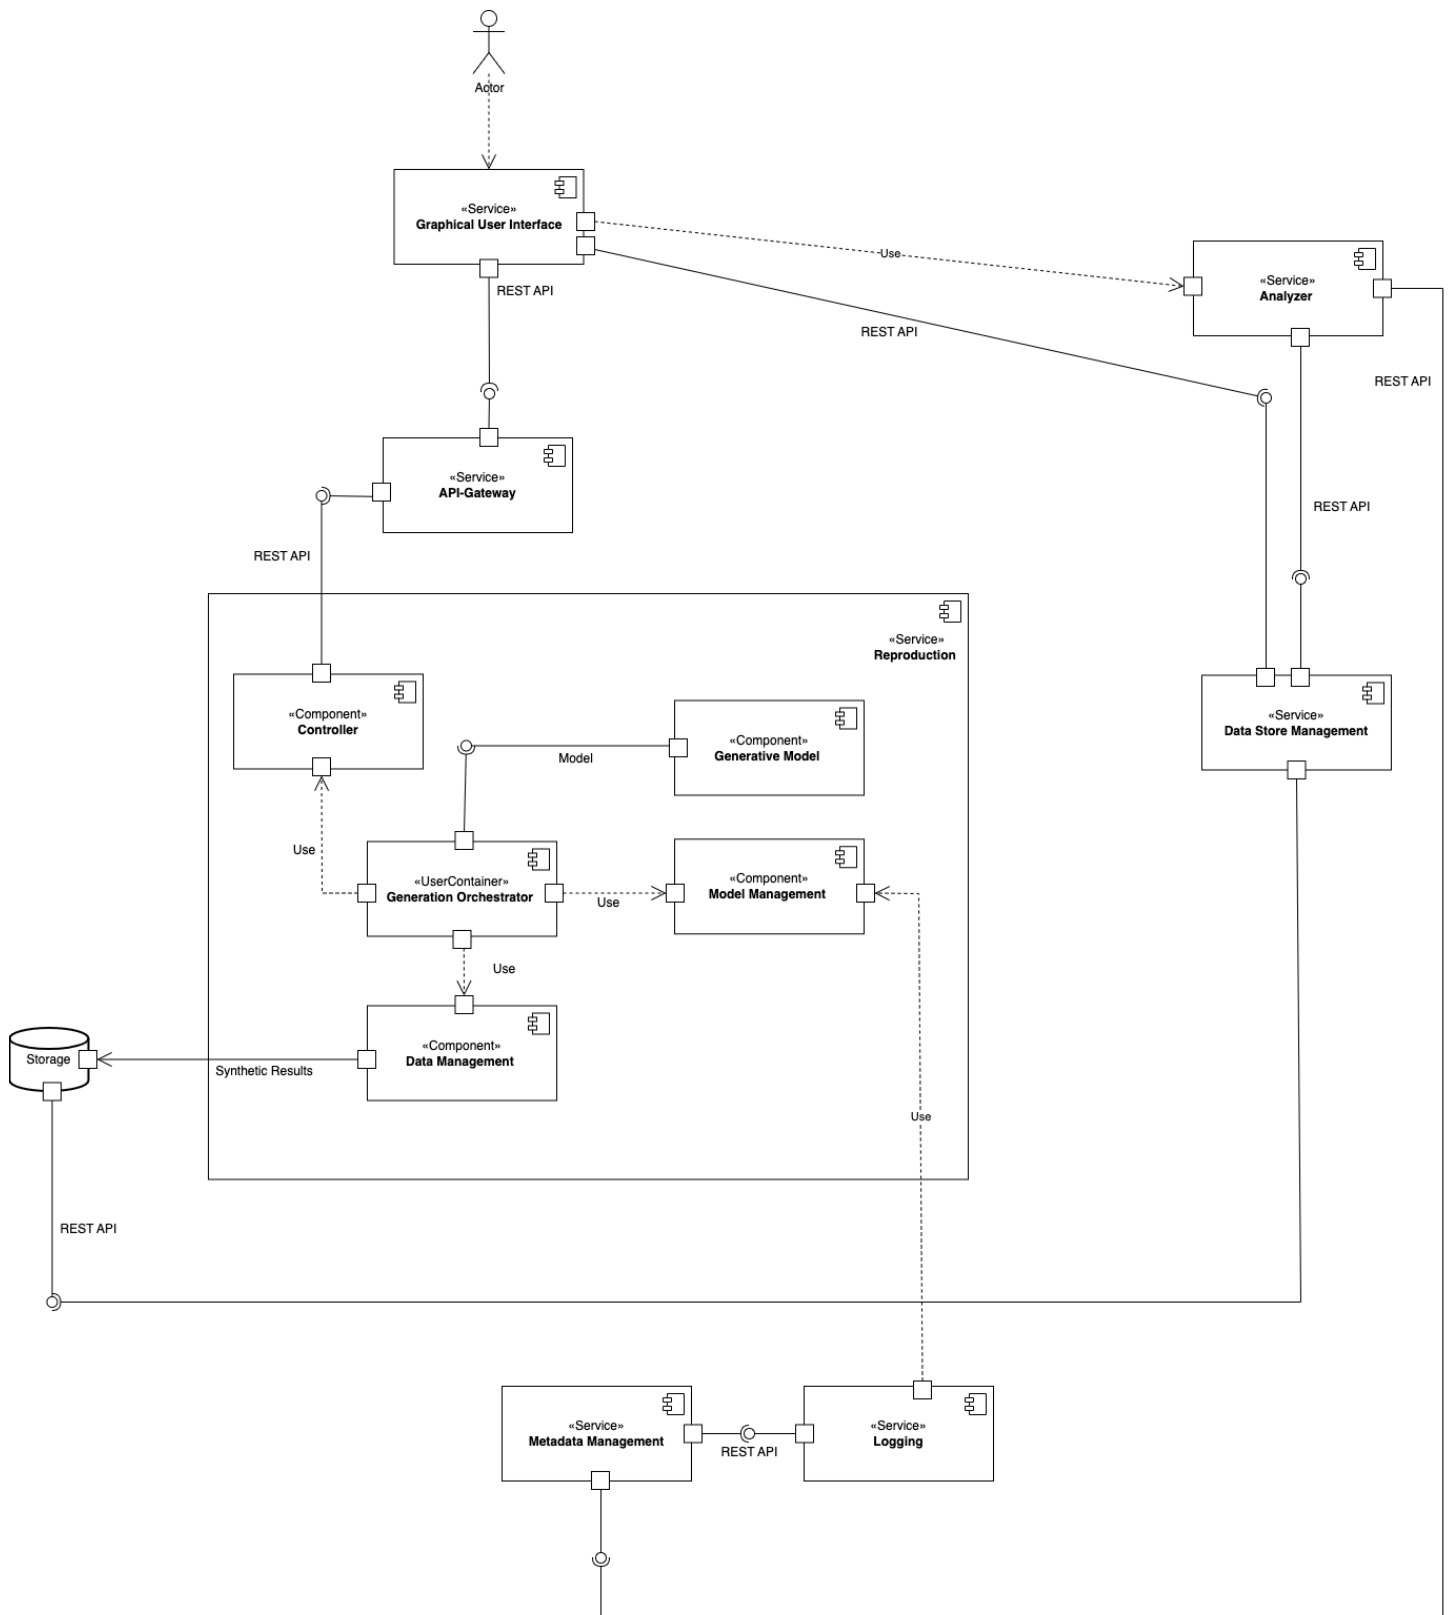 Actor
«Service»
Graphical User Interface
Use
REST API
«Service»
Analyzer
REST API
REST API
«Service»
API-Gateway
REST API
REST API
«Service»
Reproduction
«Component»
Controller
«Component»
Generative Model
Model
«Service»
Data Store Management
Use
«UserContainer»
Generation Orchestrator
Use
«Component»
Model Management
Use
«Component»
Data Management
Storage
Synthetic Results
Use
REST API
«Service»
Metadata Management
REST API
«Service»
Logging